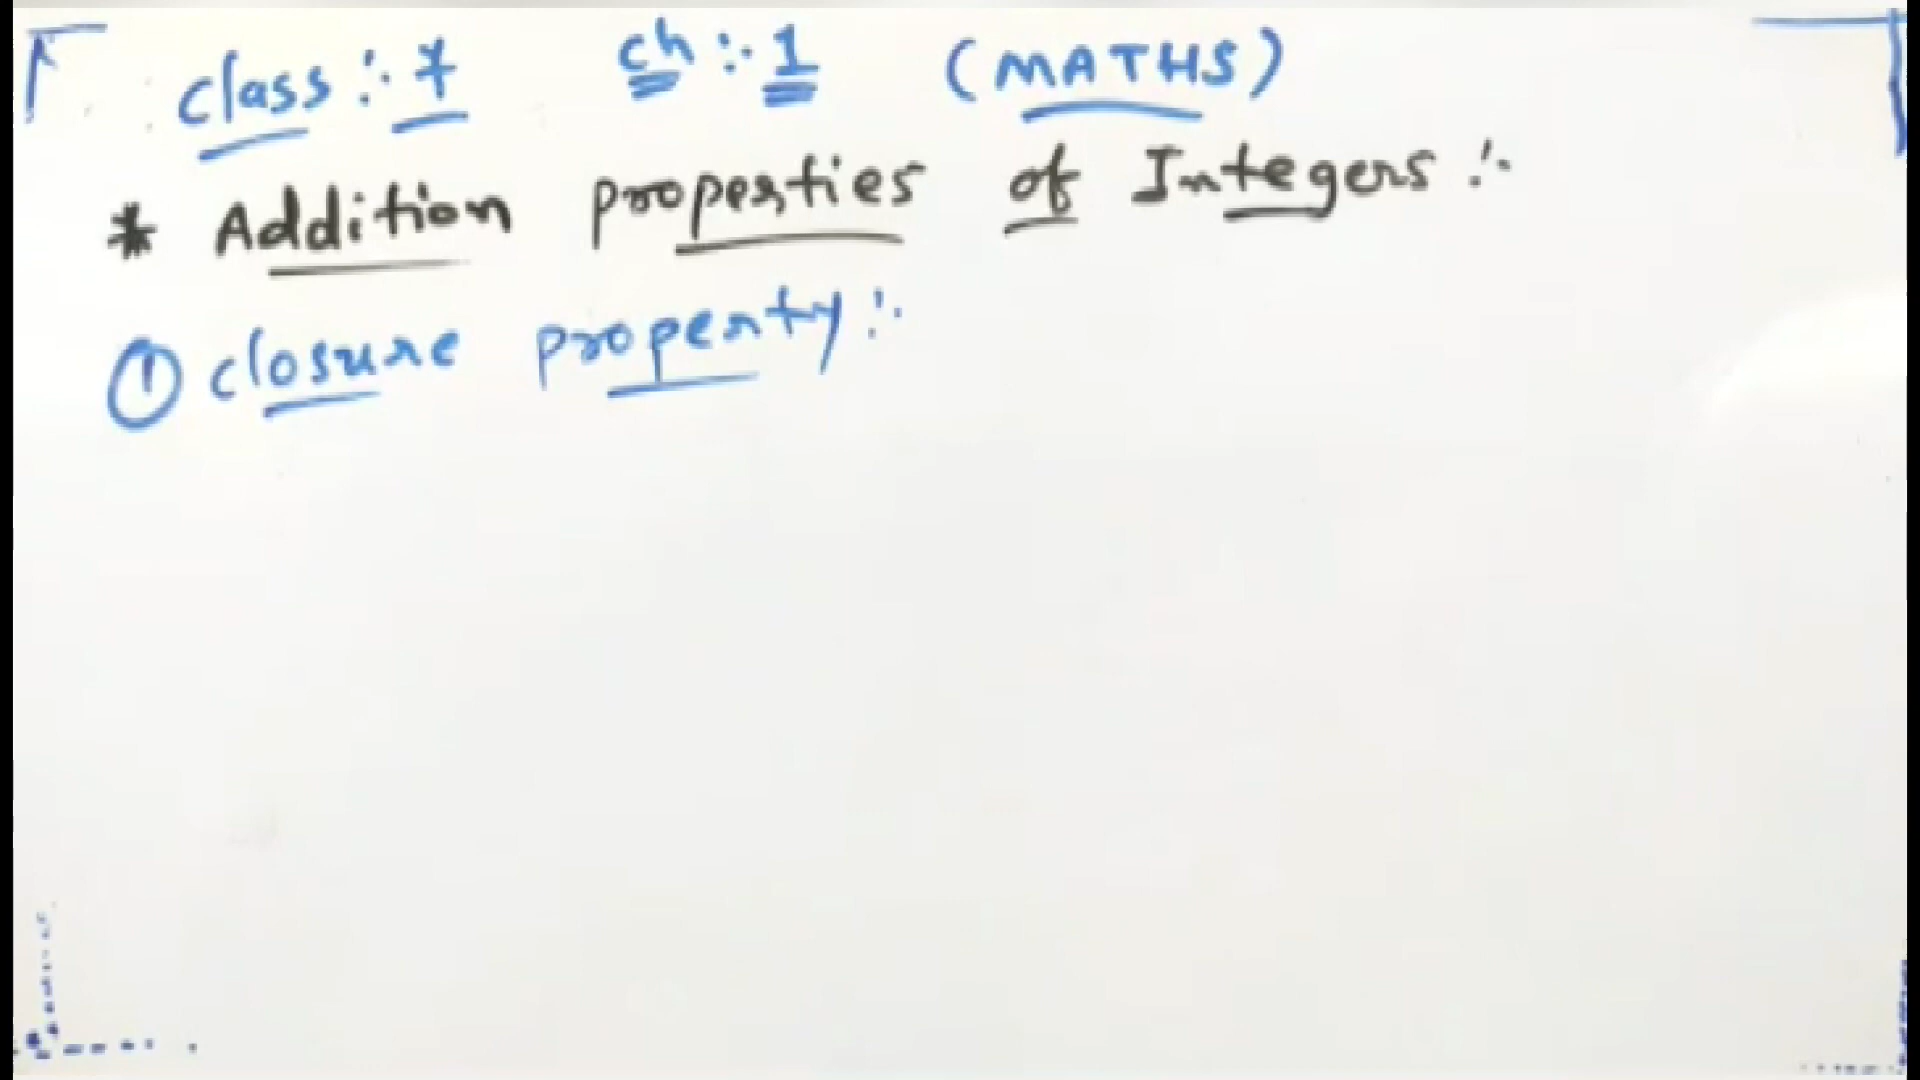 class :- 7 ch :- 1 (MATHS)
* Addition properties of Integers :-
① closure property :-